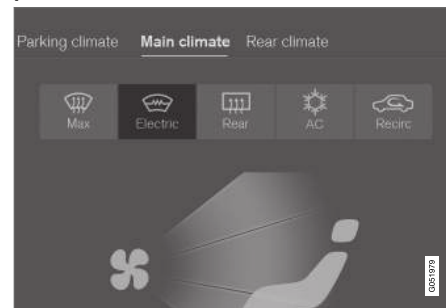 Parking climate Main climate Rear climate
Max Electric Rear AC Recirc
G051979